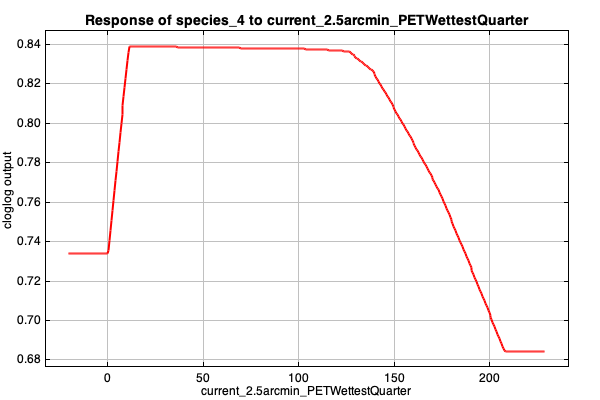 Response of species_4 to current_2.5arcmin_PETWettestQuarter
0.84
0.82
0.80
0.78
0.76
0.74
0.72
0.70
0.68
cloglog output
0 50 100 150 200
current_2.5arcmin_PETWettestQuarter